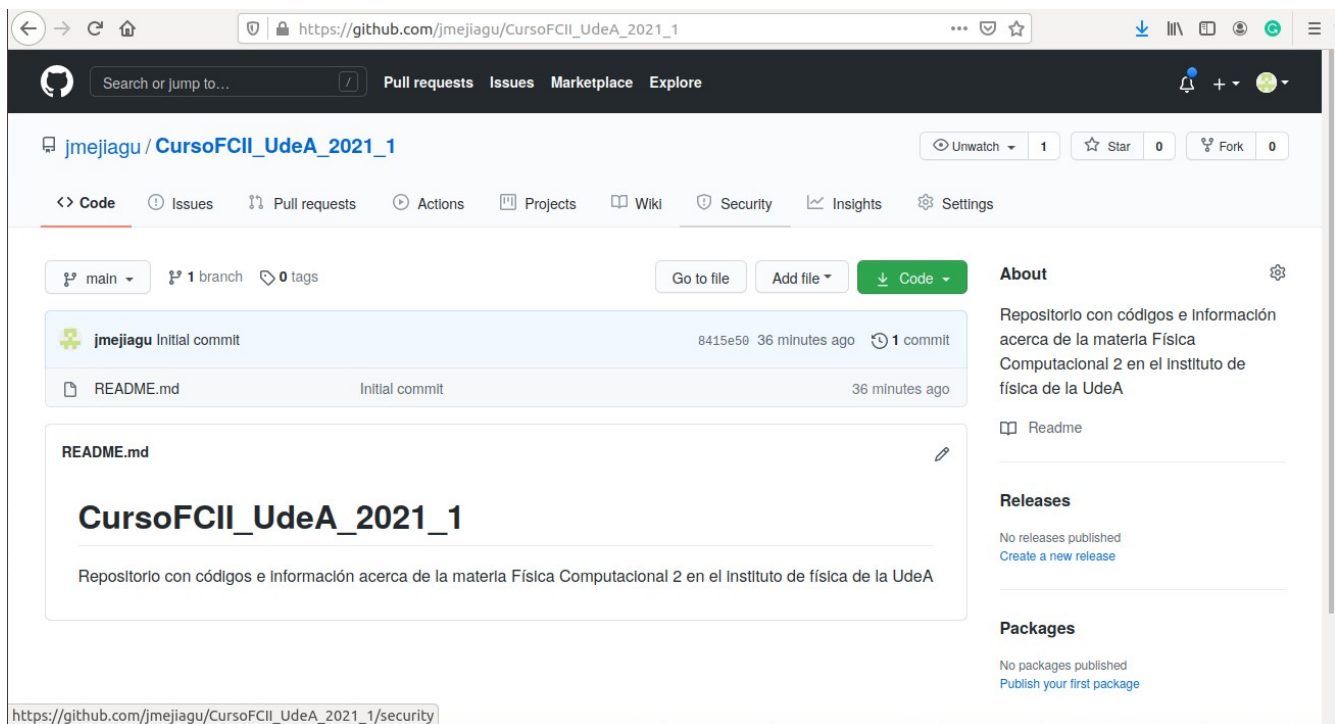 https://github.com/jmejiagu/CursoFCII_UdeA_2021_1
Search or jump to... / Pull requests Issues Marketplace Explore
jmejiagu / CursoFCII_UdeA_2021_1 Unwatch 1 Star 0 Fork 0
Code Issues Pull requests Actions Projects Wiki Security Insights Settings
main 1 branch 0 tags Go to file Add file Code
jmejiagu Initial commit 8415e50 36 minutes ago 1 commit
README.md Initial commit 36 minutes ago
README.md
CursoFCII_UdeA_2021_1
Repositorio con códigos e información acerca de la materia Física Computacional 2 en el instituto de física de la UdeA
About
Repositorio con códigos e información
acerca de la materia Física
Computacional 2 en el instituto de
física de la UdeA
Readme
Releases
No releases published
Create a new release
Packages
No packages published
Publish your first package
https://github.com/jmejiagu/CursoFCII_UdeA_2021_1/security